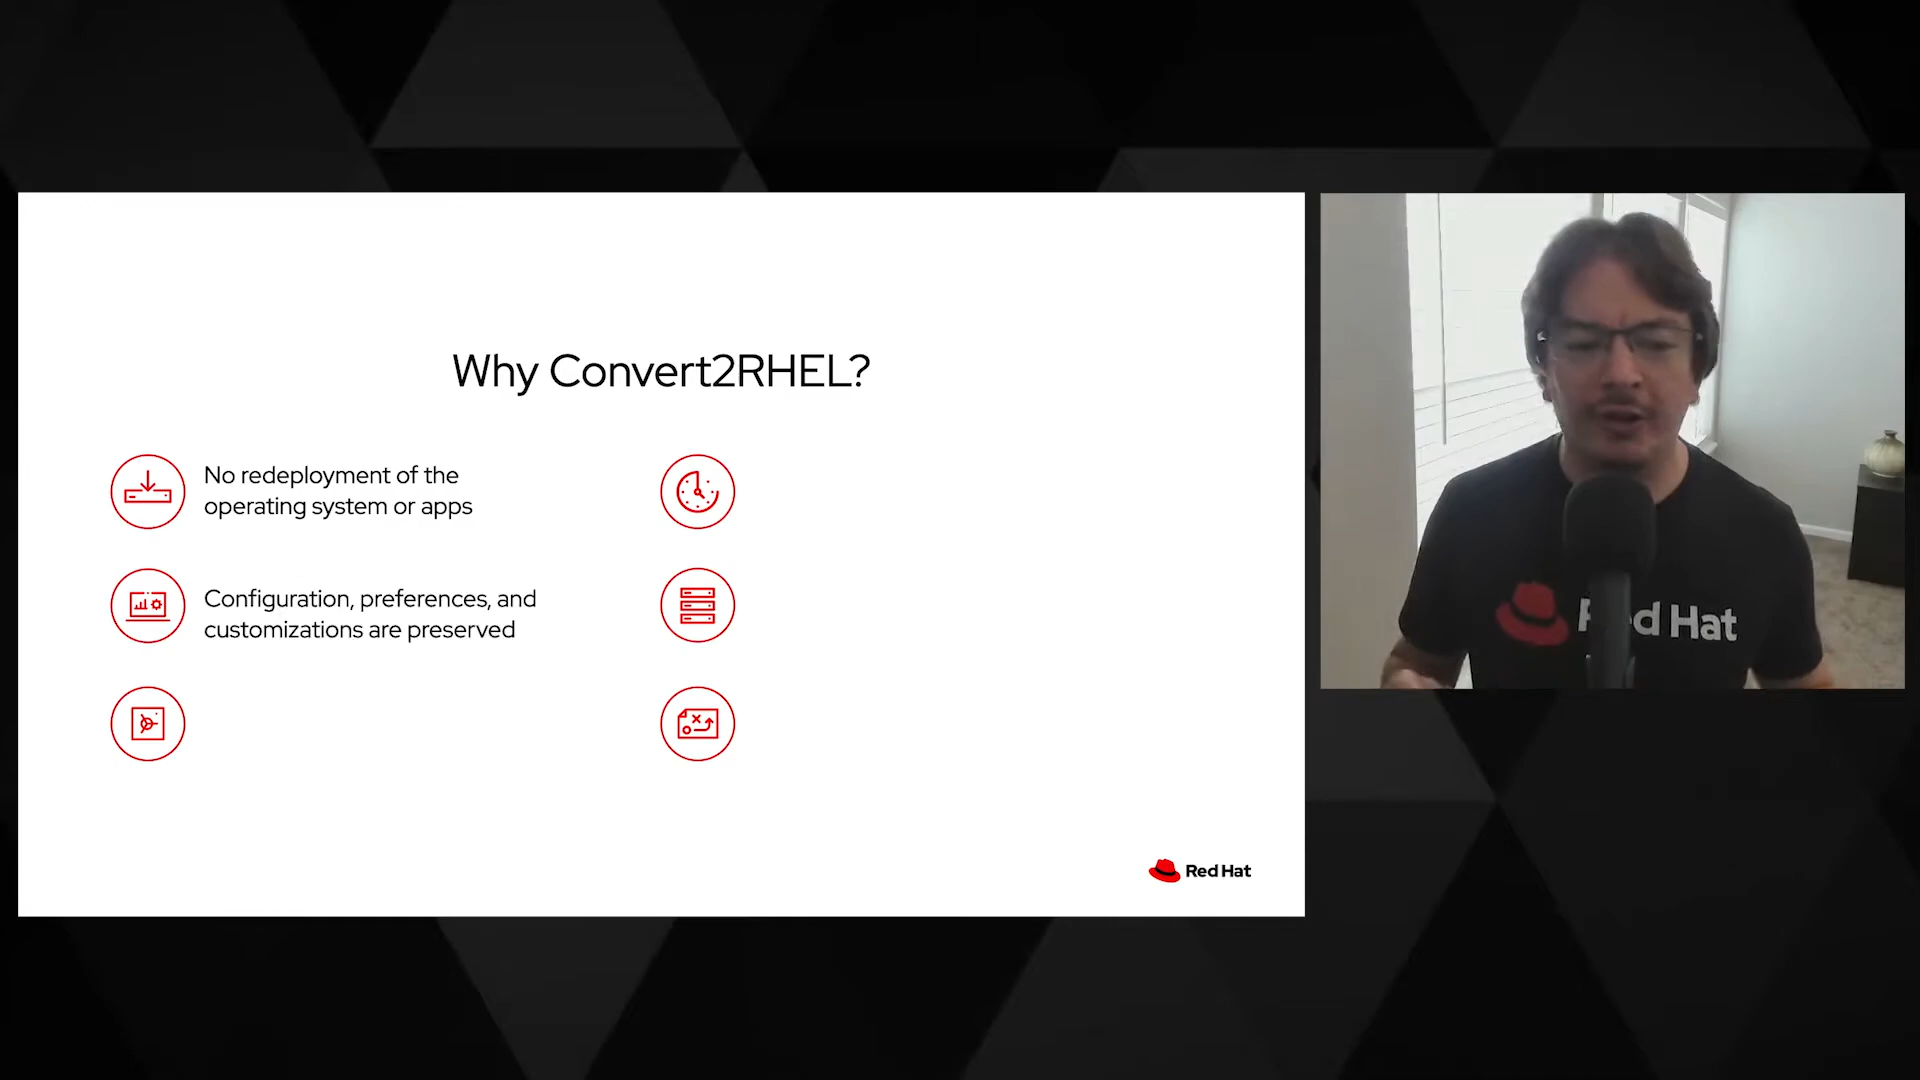 Why Convert2RHEL?
No redeployment of the
operating system or apps
Configuration, preferences, and
customizations are preserved
Red Hat
Red Hat